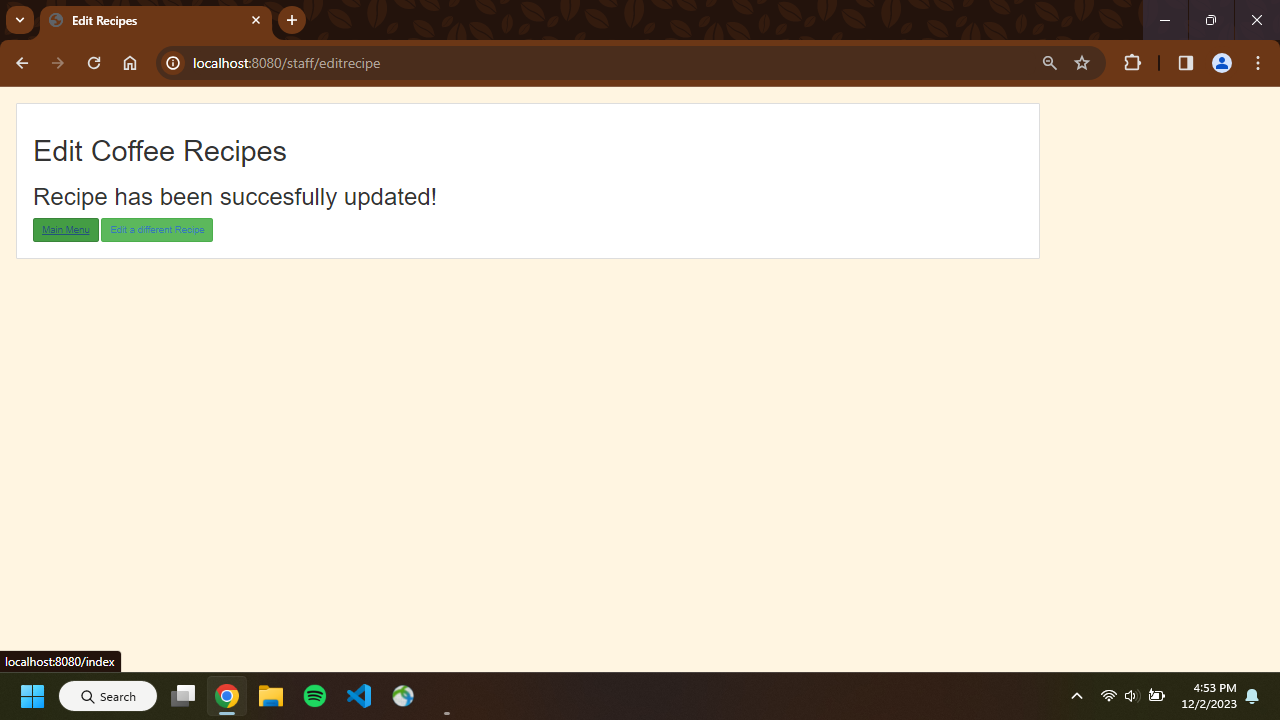 Edit Recipes
localhost:8080/staff/editrecipe
Edit Coffee Recipes
Recipe has been succesfully updated!
Main Menu Edit a different Recipe
localhost:8080/index
Search
4:53 PM
12/2/2023